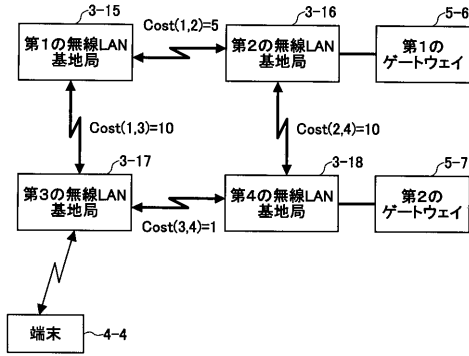 3-15
3-16
5-6
Cost(1,2)=5
第1の無線LAN
基地局
第2の無線LAN
基地局
第1の
ゲートウェイ
Cost(1,3)=10
Cost(2,4)=10
3-17
3-18
5-7
第3の無線LAN
基地局
第4の無線LAN
基地局
第2の
ゲートウェイ
Cost(3,4)=1
端末
4-4